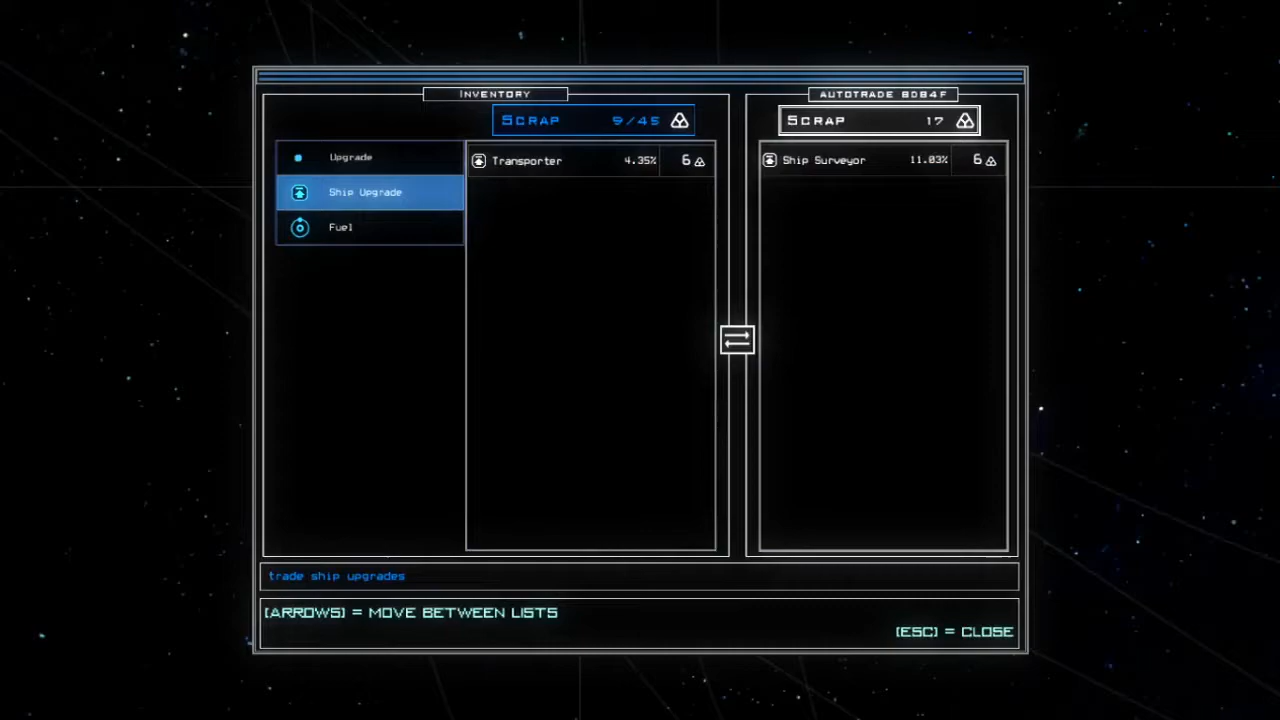 INVENTORY
SCRAP 9/45
Upgrade
Ship Upgrade
Fuel
Transporter 4.35% 6
AUTOTRADE 8DB4F
SCRAP 17
Ship Surveyor 11.03% 6
trade ship upgrades
[ARROWS] = MOVE BETWEEN LISTS
[ESC] = CLOSE